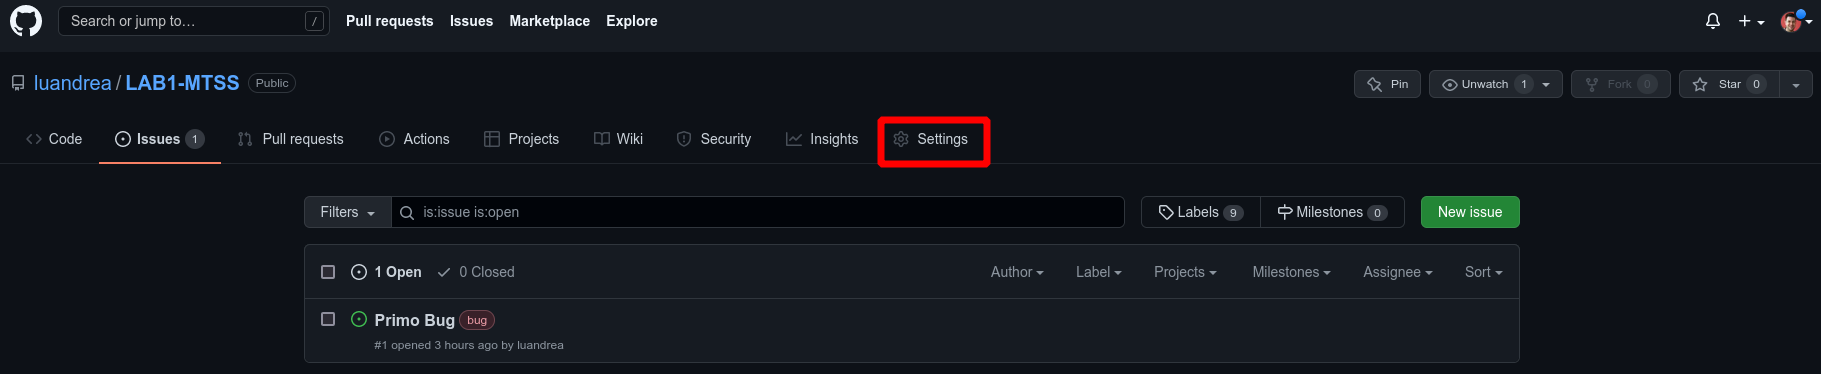 Search or jump to… / Pull requests Issues Marketplace Explore
luandrea / LAB1-MTSS Public Pin Unwatch 1 Fork 0 Star 0
Code Issues 1 Pull requests Actions Projects Wiki Security Insights Settings
Filters is:issue is:open Labels 9 Milestones 0 New issue
1 Open 0 Closed Author Label Projects Milestones Assignee Sort
Primo Bug bug
#1 opened 3 hours ago by luandrea